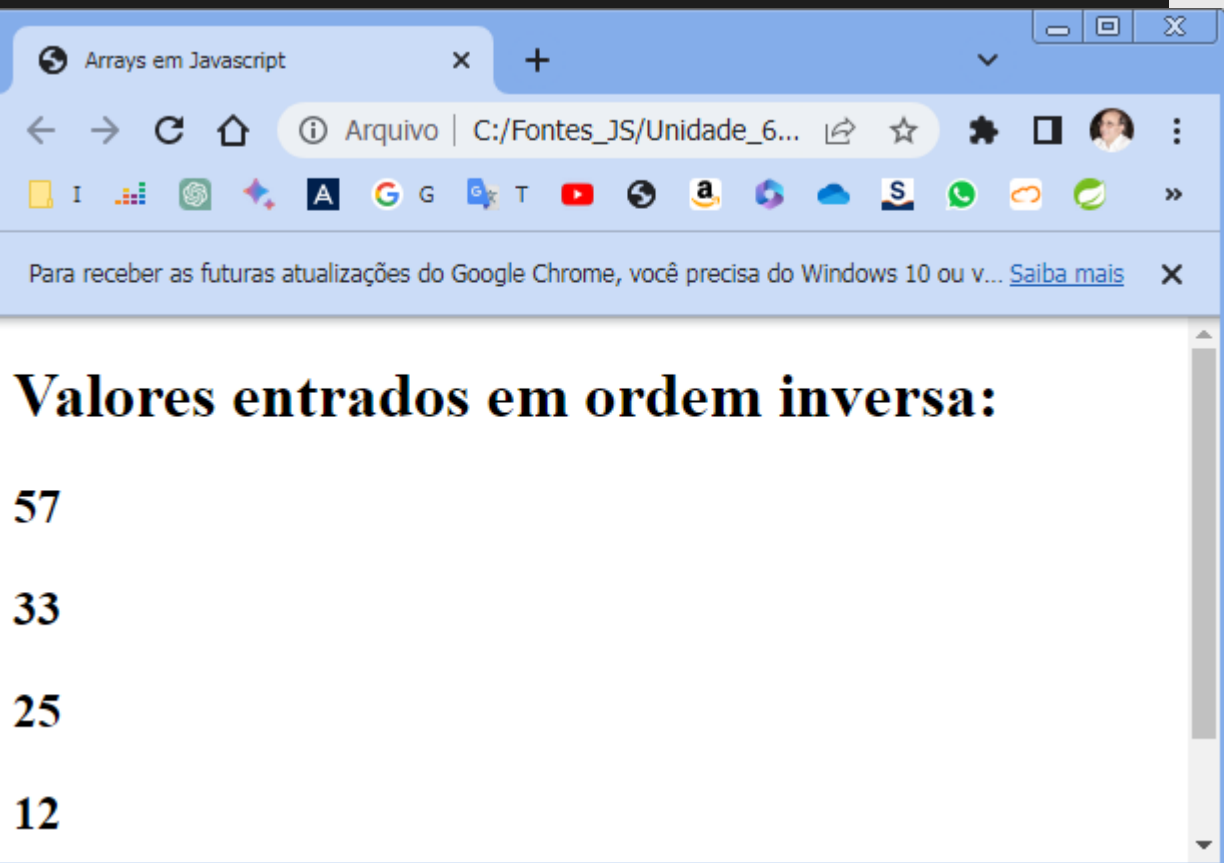 Arrays em Javascript
Arquivo | C:/Fontes_JS/Unidade_6...
I A G G G T a S
Para receber as futuras atualizações do Google Chrome, você precisa do Windows 10 ou v... Saiba mais
Valores entrados em ordem inversa:
57
33
25
12